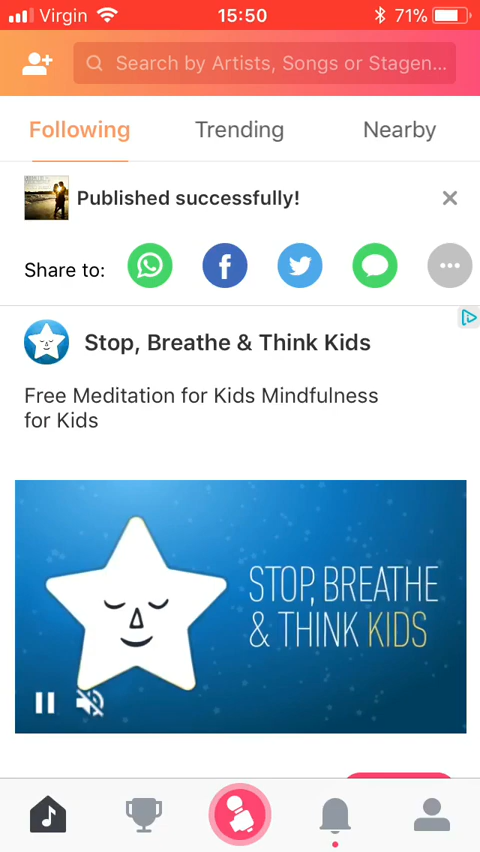 Virgin 15:50 71%
Search by Artists, Songs or Stagen...
Following Trending Nearby
Published successfully!
Share to:
Stop, Breathe & Think Kids
Free Meditation for Kids Mindfulness
for Kids
STOP, BREATHE
& THINK KIDS